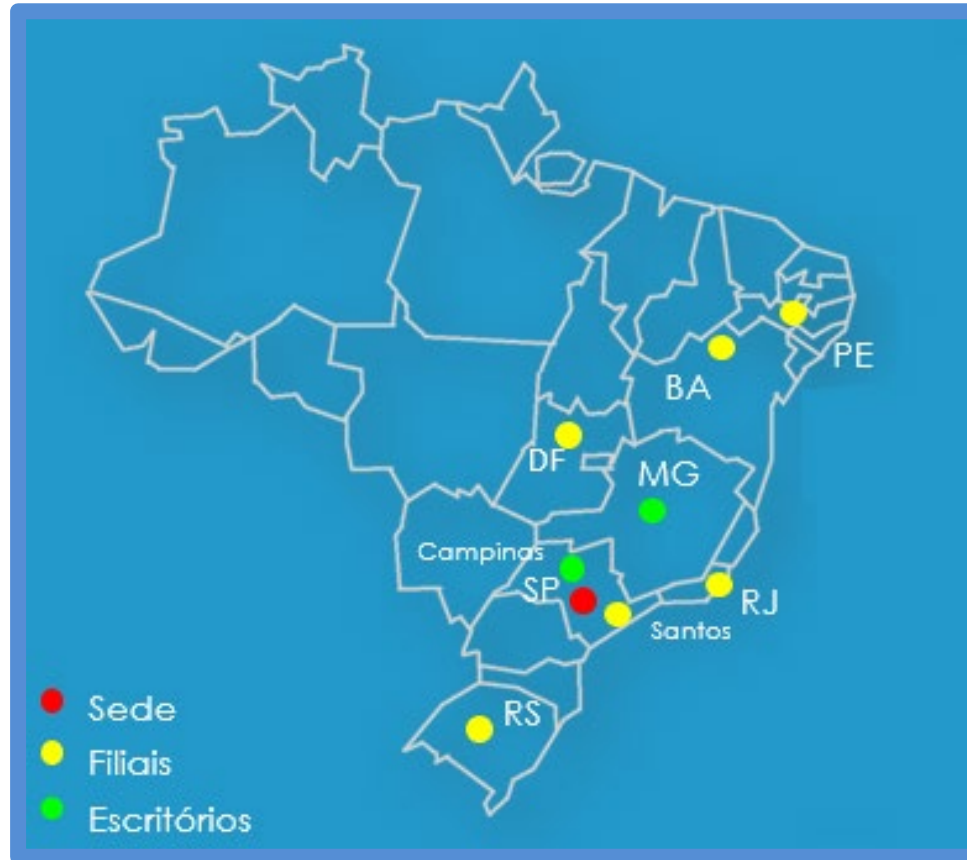 PE
BA
DF
MG
Campinas
SP
RJ
Santos
RS
Sede
Filiais
Escritórios